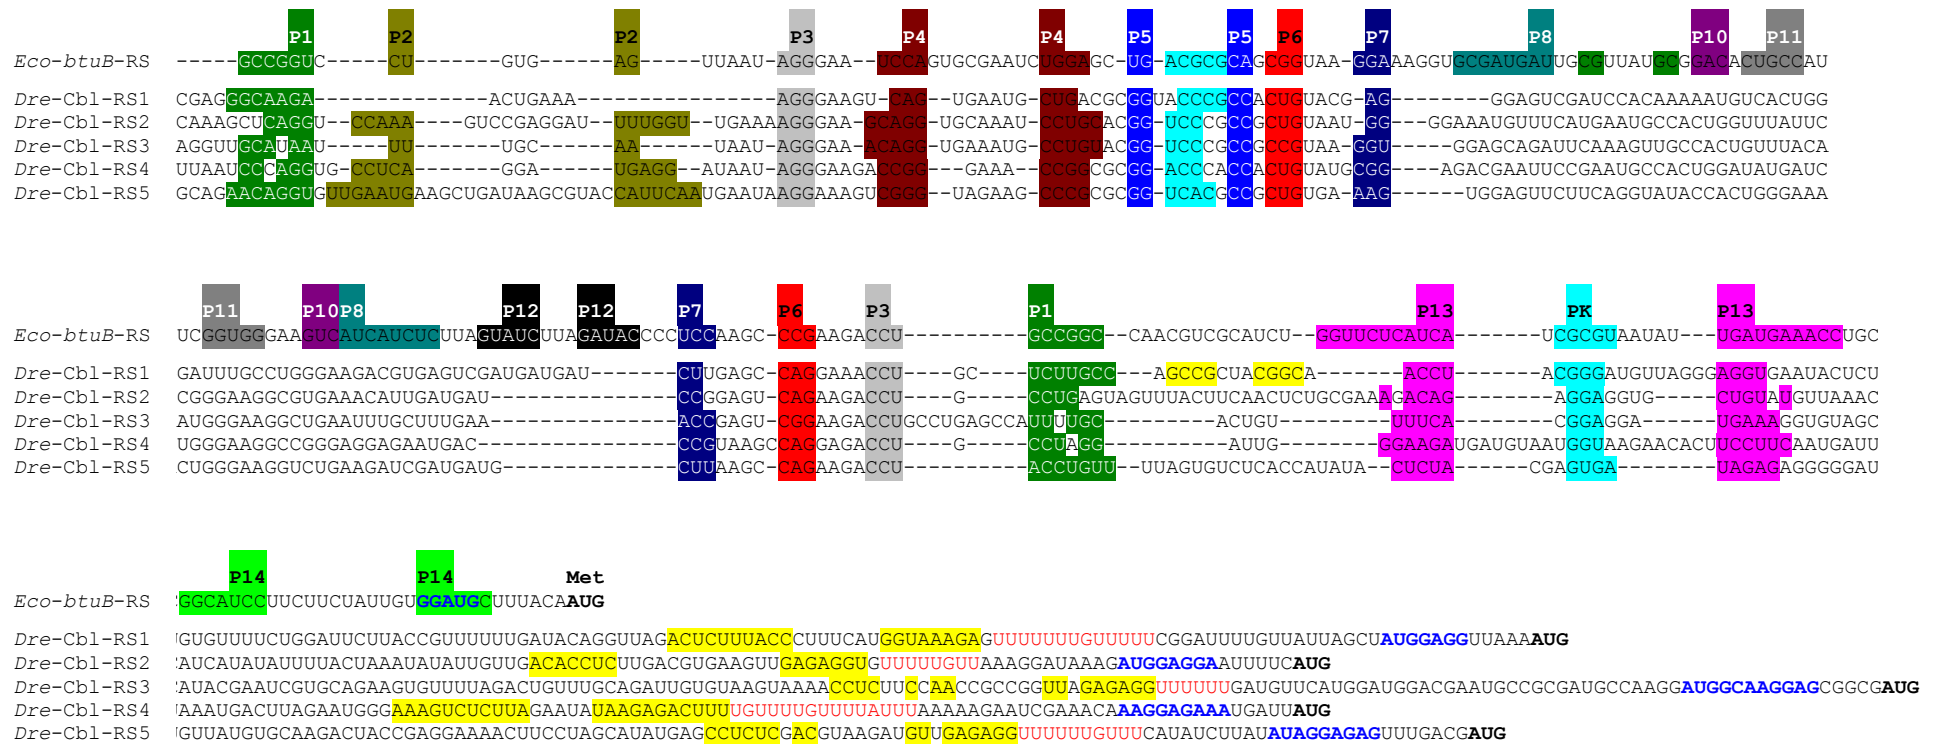 P1 P2 P2 P3 P4 P4 P5 P5 P6 P7 P8 P10 P11
Eco-btuB-RS -----GCCGGUC-----CU-------GUG------AG-----UUAAU-AGGGAA--UCCAGUGCGAAUCUGGAGC-UG-ACGCGCAGCGGUAA-GGAAAGGUGCGAUGAUUGCGUUAUGCGGACACUGCCAU
Dre-Cbl-RS1 CGAGGGCAAGA--------------ACUGAAA----------------AGGGAAGU-CAG--UGAAUG-CUGACGCGGUACCCGCCACUGUACG-AG-------GGAGUCGAUCCACAAAAAUGUCACUGG
Dre-Cbl-RS2 CAAAGCUCAGGU--CCAAA----GUCCGAGGAU--UUUGGU--UGAAAAGGGAA-GCAGG-UGCAAAU-CCUGCACGG-UCCCGCCGCUGUAAU-GG---GGAAAUGUUUCAUGAAUGCCACUGGUUUAUUC
Dre-Cbl-RS3 AGGUUGCAUAAU-----UU------UGC------AA------UAAU-AGGGAA-ACAGG-UGAAAUG-CCUGUACGG-UCCCGCCGCCGUAA-GGU-----GGAGCAGAUUCAAAGUUGCCACUGUUUACA
Dre-Cbl-RS4 UUAAUCCCAGGUG-CCUCA------GGA------UGAGG--AUAAU-AGGGAAGACCGG---GAAA--CCGGCGCGG-ACCCACCACUGUAUGCGG----AGACGAAUUCCGAAUGCCACUGGAUAUGAUC
Dre-Cbl-RS5 GCAGAACAGGUGUUGAAUGAAGCUGAUAAGCGUACCAUUCAAUGAAUAAGGAAAGUCGGG--UAGAAG-CCCGCGCGG-UCACGCCGCUGUGA-AAG------UGGAGUUCUUCAGGUAUACCACUGGGAAA
P11 P10 P8 P12 P12 P7 P6 P3 P1 P13 PK P13
Eco-btuB-RS UCGGUGGGAAGUCAUCAUCUCUUAGUAUCUUAGAUACCCCUCCAAGC-CCGAAGACCU----------GCCGGC--CAACGUCGCAUCU--GGUUCUCAUCA-------UCGCGUAAUAU---UGAUGAAACCUGC
Dre-Cbl-RS1 GAUUUGCCUGGGAAGACGUGAGUCGAUGAUGAU-------CUUGAGC-CAGGAAACCU---GC----UCUUGCC---AGCCGCUACGGCA-------ACCU-------ACGGGAUGUUAGGGAGGUGAAUACUCU
Dre-Cbl-RS2 CGGGAAGGCGUGAAACAUUGAUGAU---------------CCGGAGU-CAGAAGACCU---G------CCUGAGUAGUUUACUUCAACUCUGCGAAAGACAG--------AGGAGGUG-----CUGUAUGUUAAAC
Dre-Cbl-RS3 AUGGGAAGGCUGAAUUUGCUUUGAA---------------ACCGAGU-CGGAAGACCUGCCUGAGCCAUUUUGC---------ACUGU--------UUUCA--------CGGAGGA-------UGAAAGGUGUAGC
Dre-Cbl-RS4 UGGGAAGGCCGGGAGGAGAAUGAC----------------CCGUAAGCCAGGAGACCU---G------CCUAGG----------AUUG---------GGAAGAUGAUGUAAUGGUAAGAACACUUCCUUCAAUGAUU
Dre-Cbl-RS5 CUGGGAAGGUCUGAAGAUCGAUGAUG--------------CUUAAGC-CAGAAGACCU----------ACCUGUU--UUAGUGUCUCACCAUAUA--CUCUA------CGAGUGA--------UAGAGAGGGGGAU
P14 P14 Met
Eco-btuB-RS GGCAUCCUUCUUCUAUUGUGGAUGCUUUACAAUG
Dre-Cbl-RS1 GUGUUUUCUGGAUUCUUACCGUUUUUUGAUACAGGUUAGACUCUUUACCCUUUCAUGGUAAAGAGUUUUUUUGUUUUUCGGAUUUUGUUAUUAGCUAUGGAGGUUAAAAUG
Dre-Cbl-RS2 AUCAUAUAUUUUACUAAAUAUAUUGUUGACACCUCUUGACGUGAAGUUGAGAGGUGUUUUUGUUAAAGGAUAAAGAUGGAGGAAUUUUCAUG
Dre-Cbl-RS3 AUACGAAUCGUGCAGAAGUGUUUUAGACUGUUUGCAGAUUGUGUAAGUAAAACCUCUUCCAACCGCCGGUUAGAGAGGUUUUUUGAUGUUCAUGGAUGGACGAAUGCCGCGAUGCCAAGGAUGGCAAGGAGCGGCGAUG
Dre-Cbl-RS4 AAAUGACUUAGAAUGGGAAAGUCUCUUAGAAUAUAAGAGACUUUUGUUUUGUUUUAUUUAAAAAGAAUCGAAACAAAGGAGAAAUGAUUAUG
Dre-Cbl-RS5 GUUAUGUGCAAGACUACCGAGGAAAACUUCCUAGCAUAUGAGCCUCUCGACGUAAGAUGUUGAGAGGUUUUUUGUUUCAUAUCUUAUAUAGGAGAGUUUGACGAUG